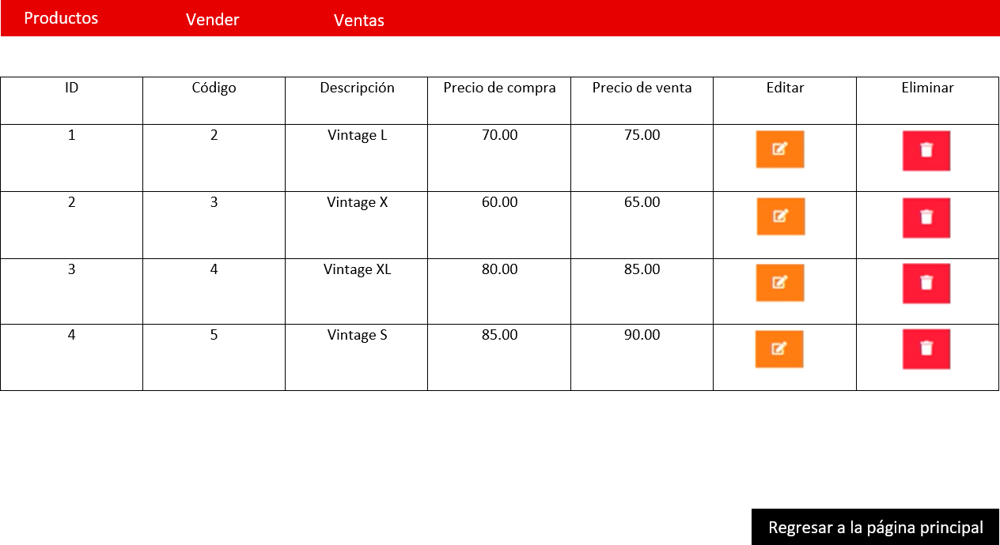 Productos Vender Ventas
ID Código Descripción Precio de compra Precio de venta Editar Eliminar
1 2 Vintage L 70.00 75.00
2 3 Vintage X 60.00 65.00
3 4 Vintage XL 80.00 85.00
4 5 Vintage S 85.00 90.00
Regresar a la página principal